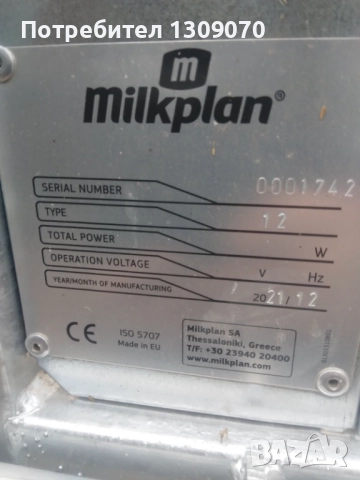 Потребител 1309070
m
milkplan®
SERIAL NUMBER 0001742
TYPE 12
TOTAL POWER W
OPERATION VOLTAGE V Hz
YEAR/MONTH OF MANUFACTURING 2021/12
CE ISO 5707
Made in EU
Milkplan SA
Thessaloniki, Greece
T/F: +30 23940 20400
www.milkplan.com
BAZAR